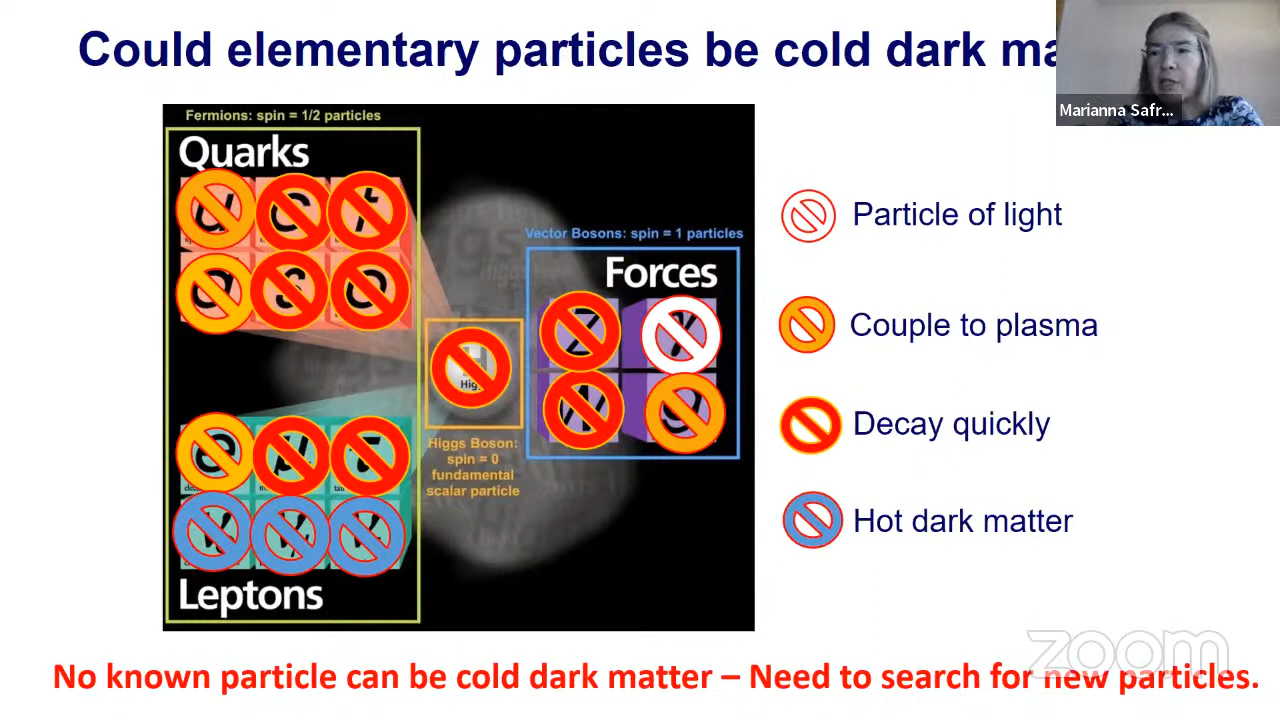 Could elementary particles be cold dark ma
Marianna Safr...
Fermions: spin = 1/2 particles
Quarks
Vector Bosons: spin = 1 particles
Forces
Higgs Boson:
spin = 0
fundamental
scalar particle
Leptons
Particle of light
Couple to plasma
Decay quickly
Hot dark matter
zoom
No known particle can be cold dark matter – Need to search for new particles.